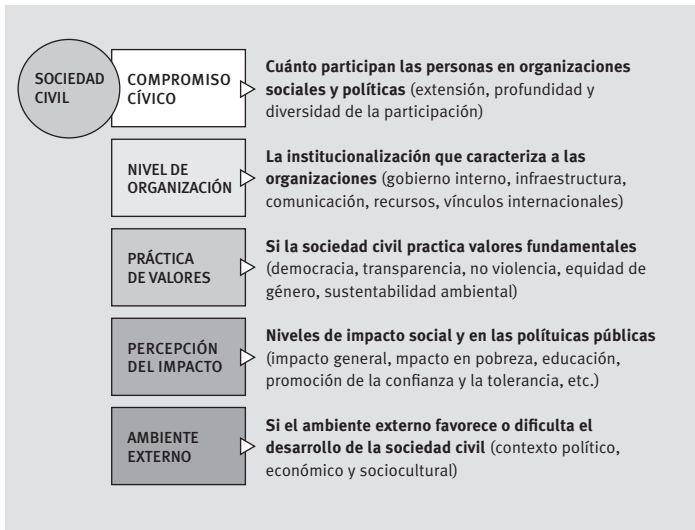 SOCIEDAD
CIVIL
COMPROMISO
CÍVICO
Cuánto participan las personas en organizaciones
sociales y políticas (extensión, profundidad y
diversidad de la participación)
NIVEL DE
ORGANIZACIÓN
La institucionalización que caracteriza a las
organizaciones (gobierno interno, infraestructura,
comunicación, recursos, vínculos internacionales)
PRÁCTICA
DE VALORES
Si la sociedad civil practica valores fundamentales
(democracia, transparencia, no violencia, equidad de
género, sustentabilidad ambiental)
PERCEPCIÓN
DEL IMPACTO
Niveles de impacto social y en las polítuicas públicas
(impacto general, mpacto en pobreza, educación,
promoción de la confianza y la tolerancia, etc.)
AMBIENTE
EXTERNO
Si el ambiente externo favorece o dificulta el
desarrollo de la sociedad civil (contexto político,
económico y sociocultural)